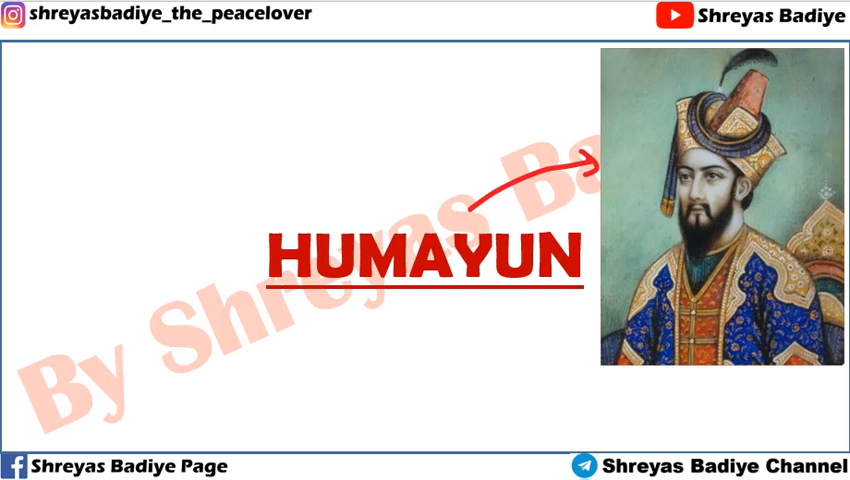 shreyasbadiye_the_peacelover
Shreyas Badiye
By Shreyas Ba
HUMAYUN
Shreyas Badiye Page
Shreyas Badiye Channel